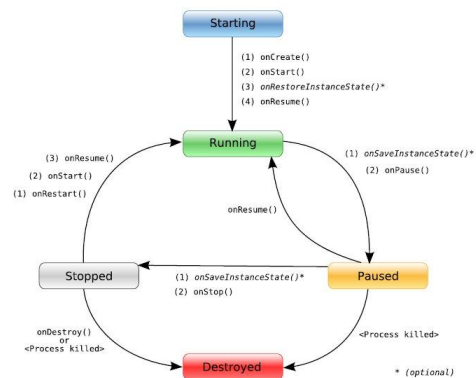 Starting
(1) onCreate()
(2) onStart()
(3) onRestoreInstanceState()*
(4) onResume()
Running
(3) onResume()
(2) onStart()
(1) onRestart()
(1) onSaveInstanceState()*
(2) onPause()
onResume()
Stopped
(1) onSaveInstanceState()*
(2) onStop()
Paused
onDestroy()
or
<Process killed>
<Process killed>
Destroyed
* (optional)